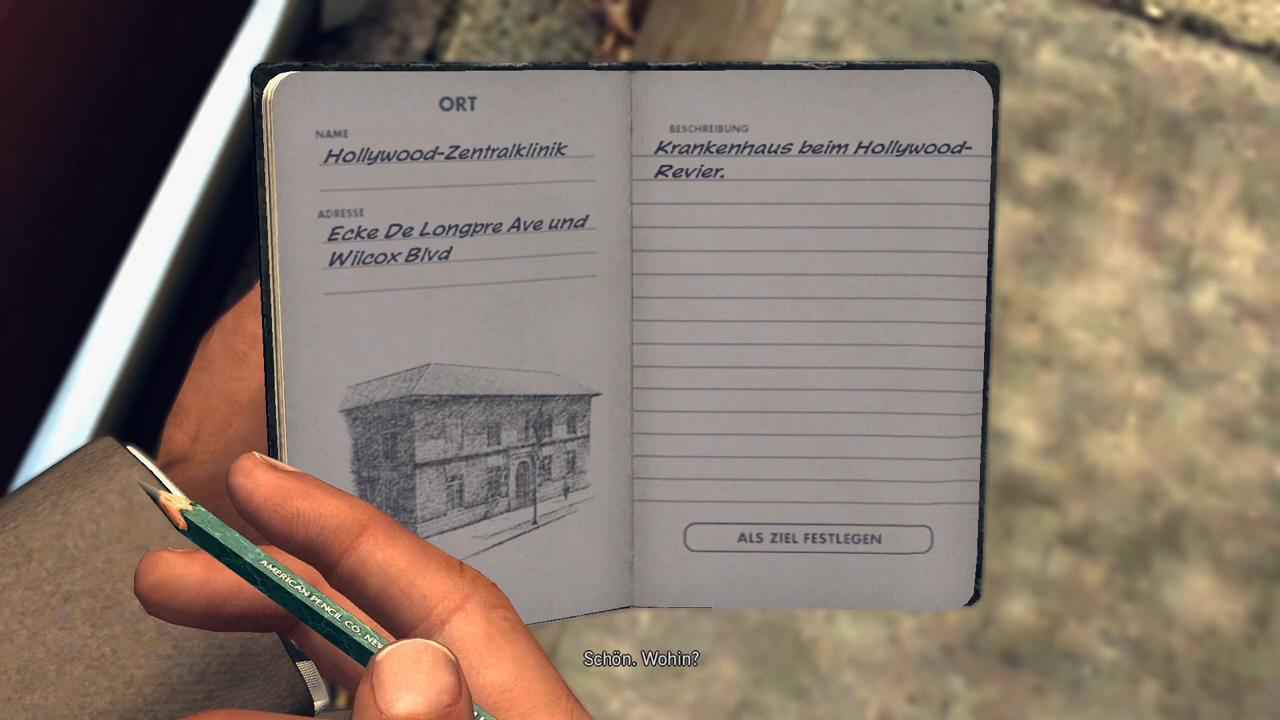 ORT
NAME
Hollywood-Zentralklinik
ADRESSE
Ecke De Longpre Ave und
Wilcox Blvd
BESCHREIBUNG
Krankenhaus beim Hollywood-
Revier.
ALS ZIEL FESTLEGEN
AMERICAN PENCIL CO. NEW
Schön. Wohin?